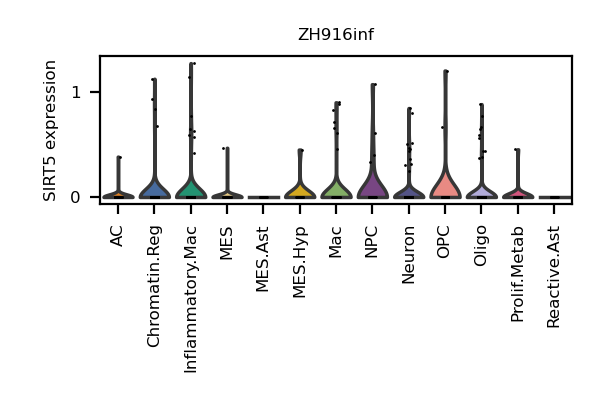 ZH916inf
SIRT5 expression
1
0
AC
Chromatin.Reg
Inflammatory.Mac
MES
MES.Ast
MES.Hyp
Mac
NPC
Neuron
OPC
Oligo
Prolif.Metab
Reactive.Ast